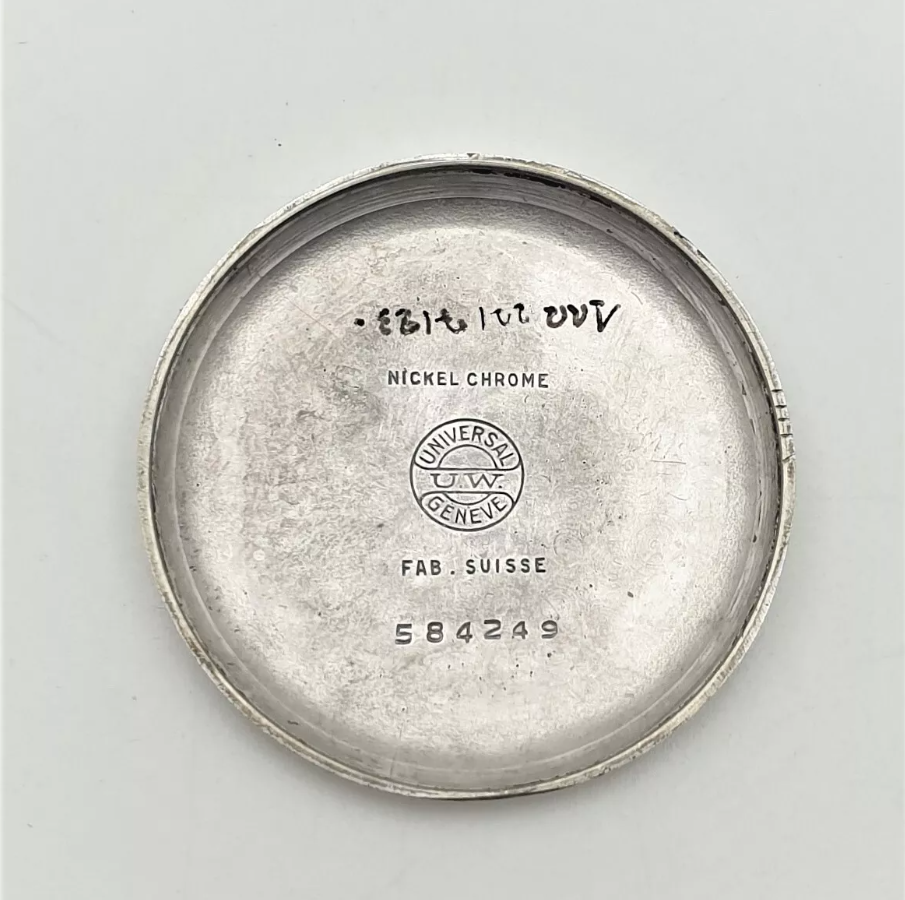 NICKEL CHROME
UNIVERSAL
U.W.
GENEVE
FAB. SUISSE
584249